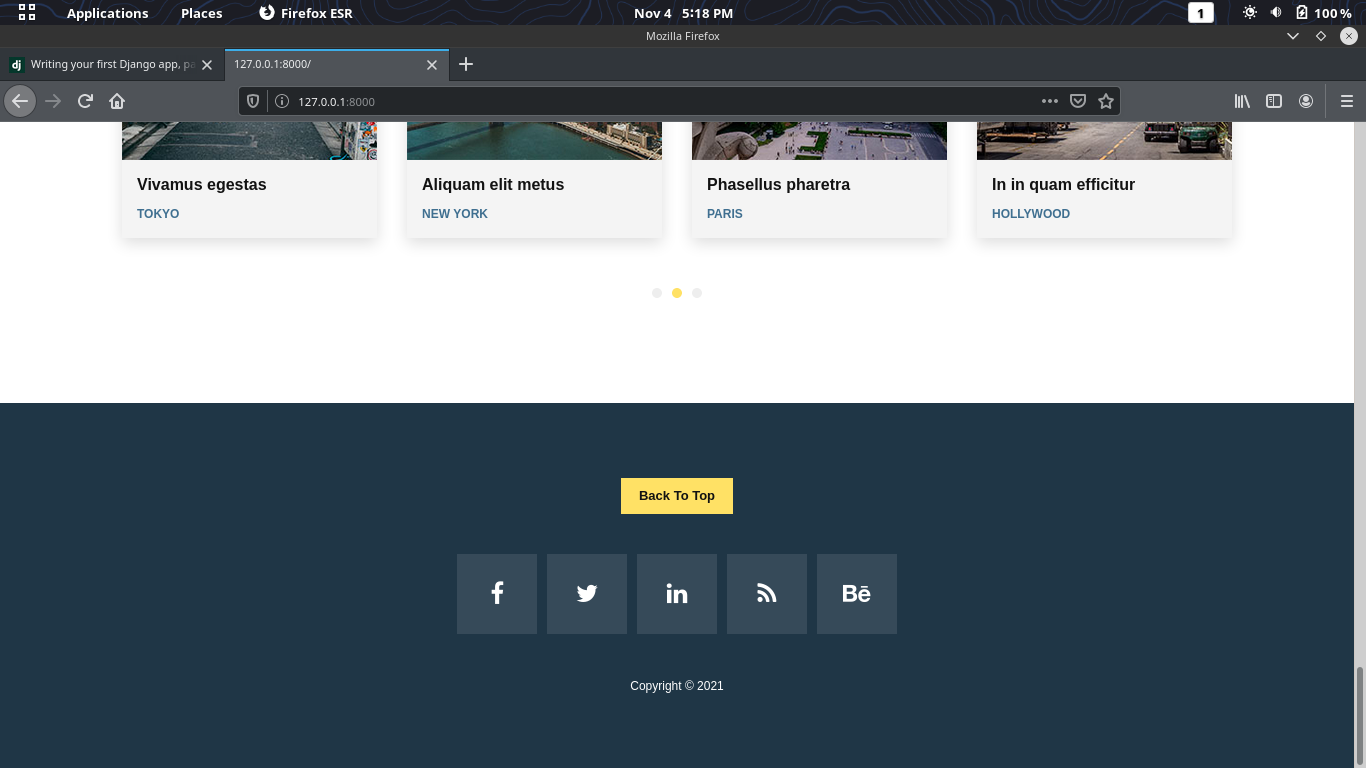 Applications Places Firefox ESR Nov 4 5:18 PM 1 100 %
Mozilla Firefox
dj Writing your first Django app, pa 127.0.0.1:8000/
127.0.0.1:8000
Vivamus egestas Aliquam elit metus Phasellus pharetra In in quam efficitur
TOKYO NEW YORK PARIS HOLLYWOOD
Back To Top
f in Bē
Copyright © 2021